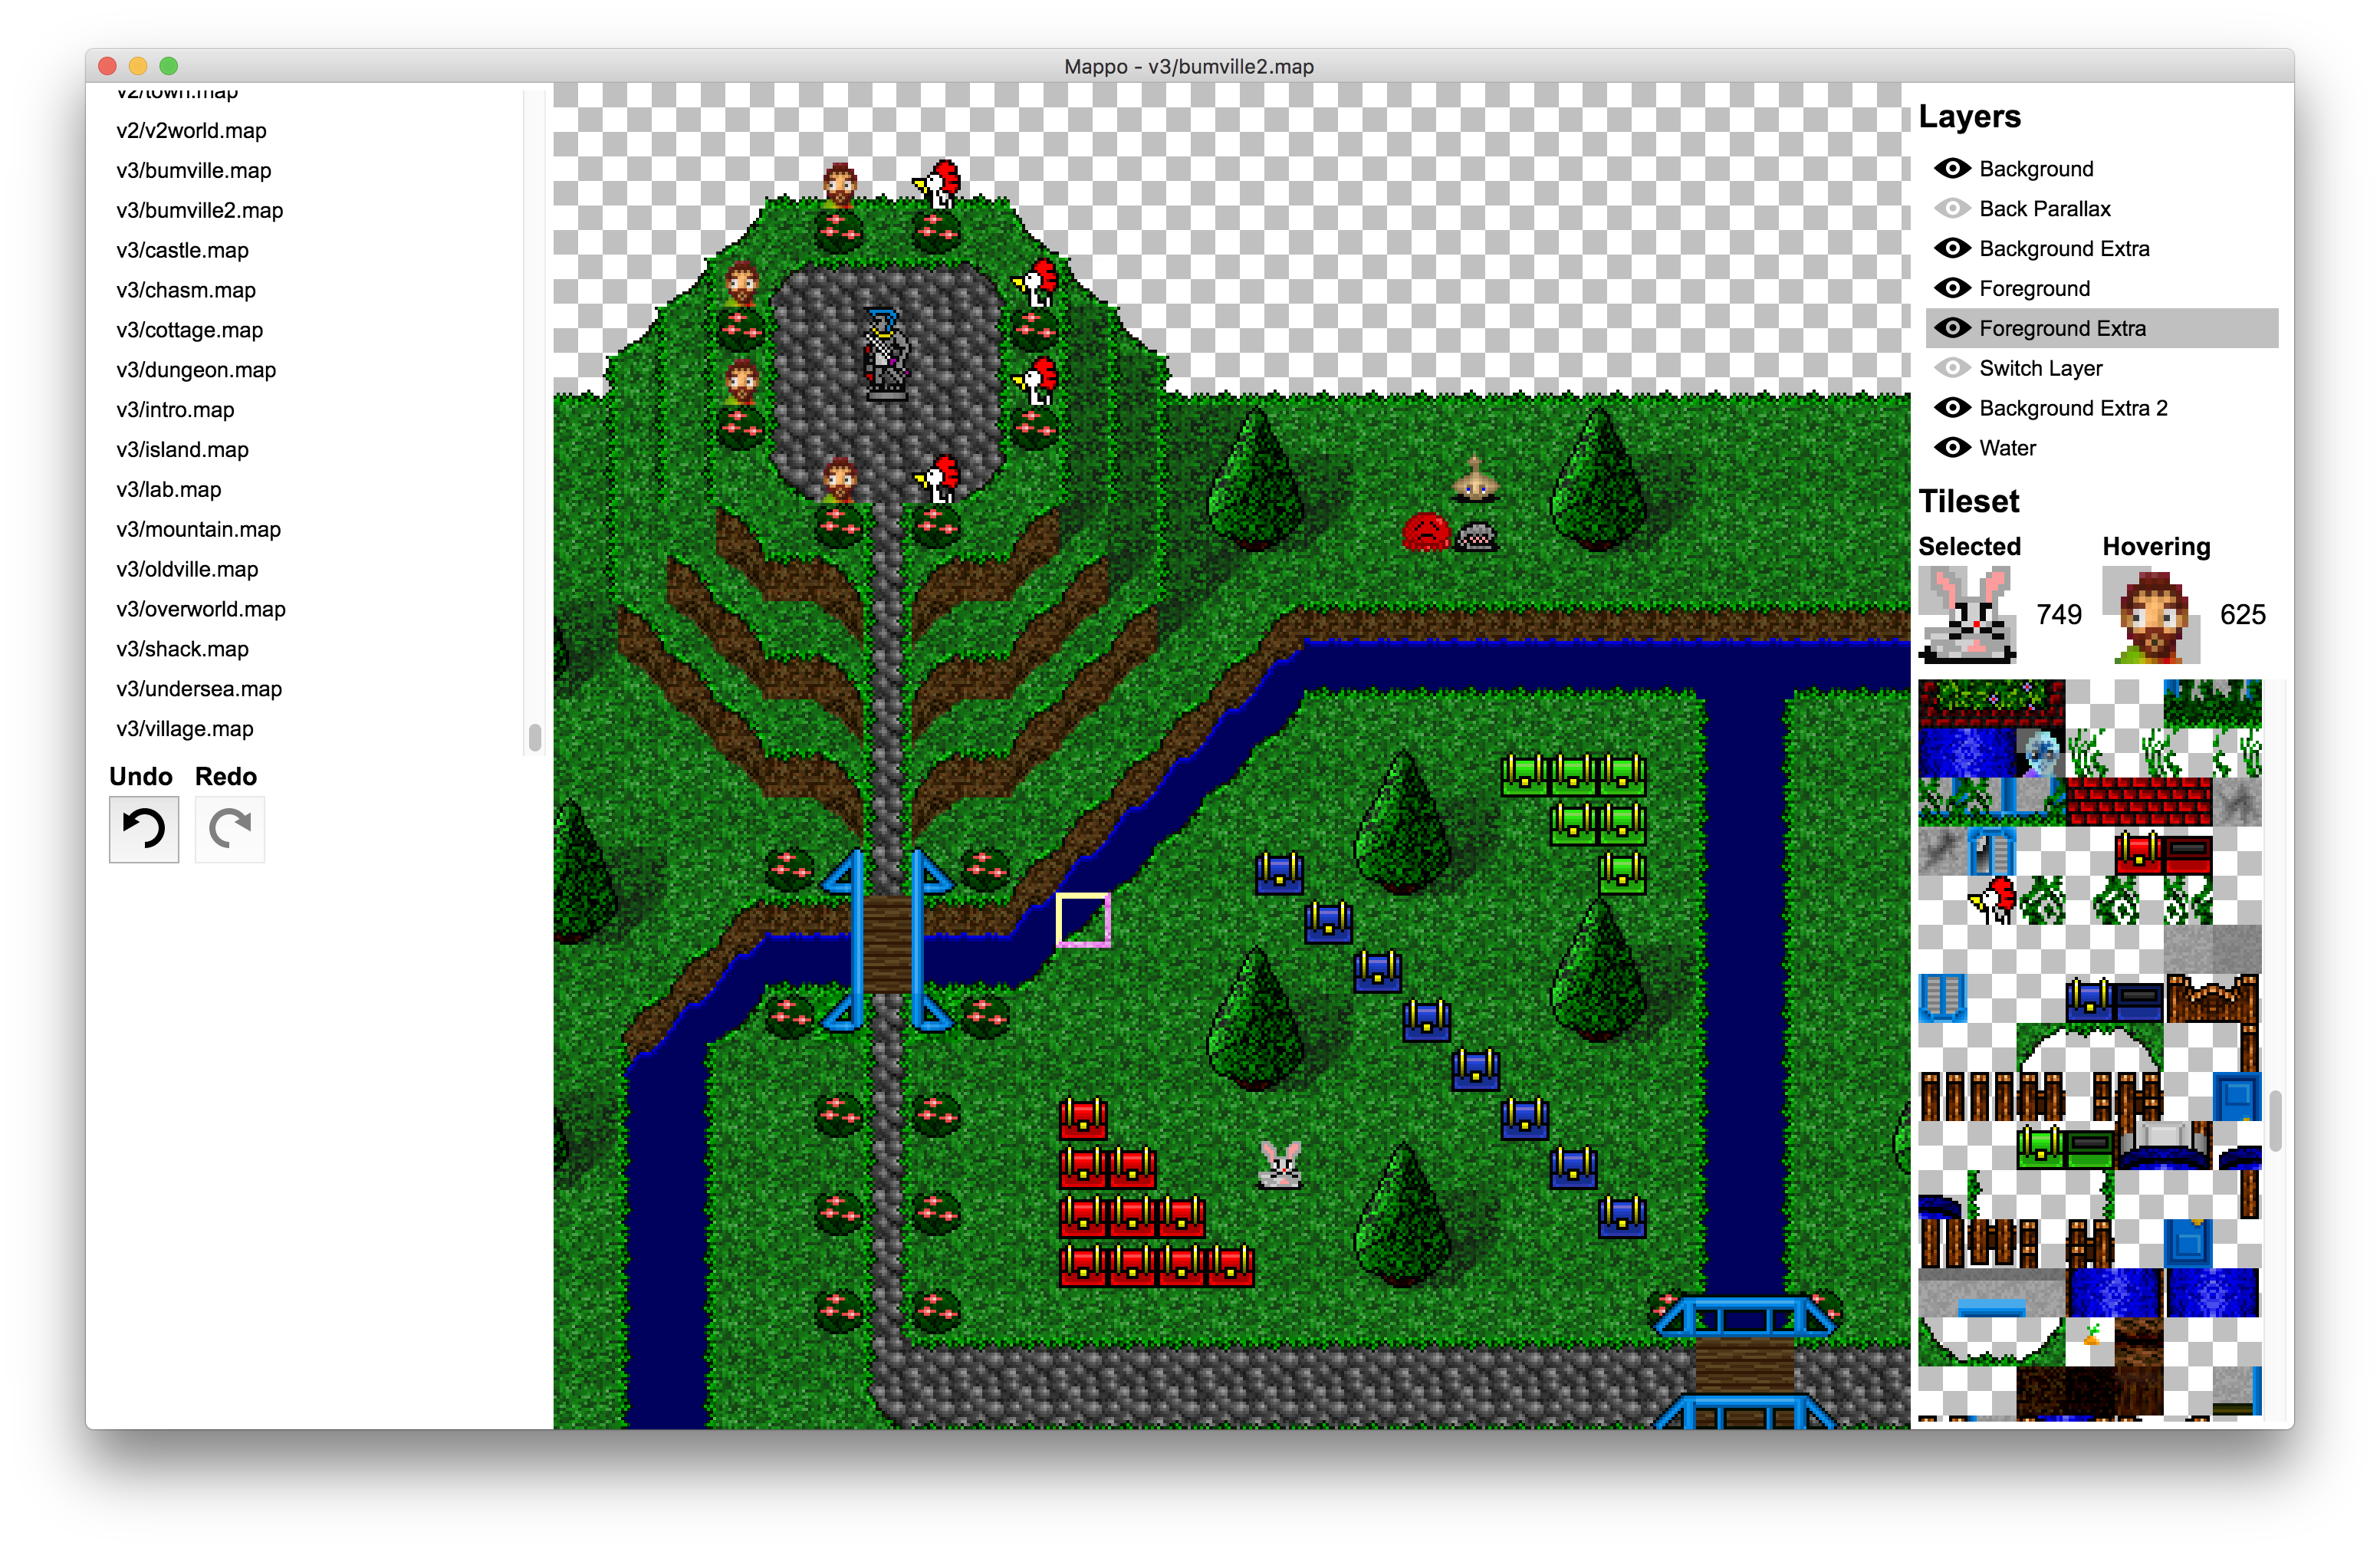 Mappo - v3/bumville2.map
v2/town.map
v2/v2world.map
v3/bumville.map
v3/bumville2.map
v3/castle.map
v3/chasm.map
v3/cottage.map
v3/dungeon.map
v3/intro.map
v3/island.map
v3/lab.map
v3/mountain.map
v3/oldville.map
v3/overworld.map
v3/shack.map
v3/undersea.map
v3/village.map
Undo Redo
Layers
Background
Back Parallax
Background Extra
Foreground
Foreground Extra
Switch Layer
Background Extra 2
Water
Tileset
Selected Hovering
749 625